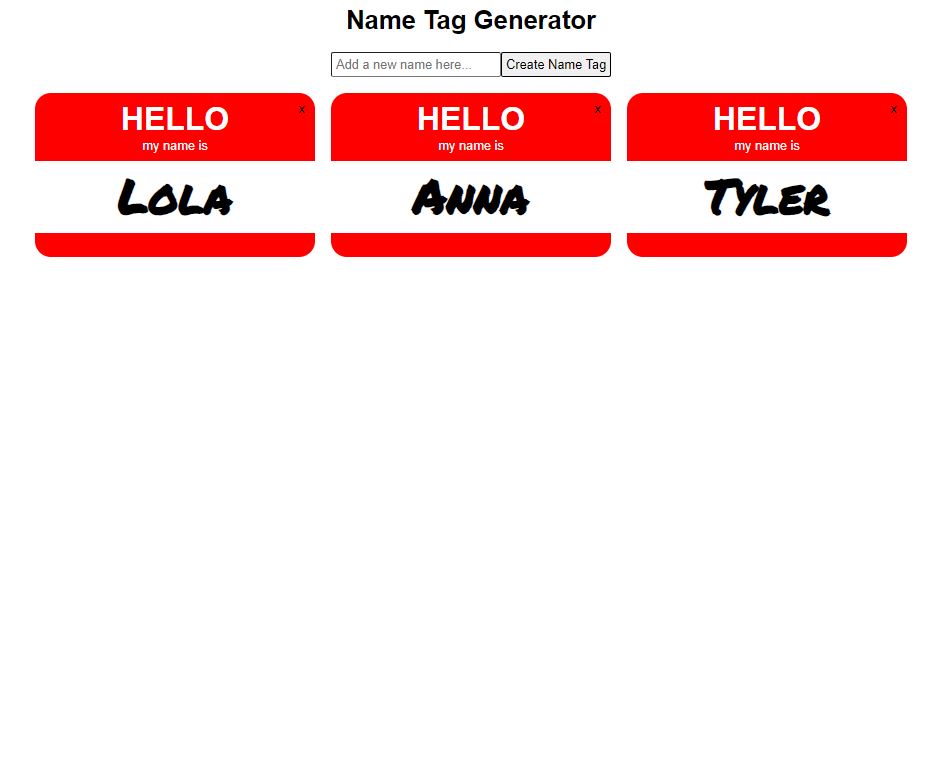 Name Tag Generator
Add a new name here... Create Name Tag
x x x
HELLO HELLO HELLO
my name is my name is my name is
Lola Anna Tyler